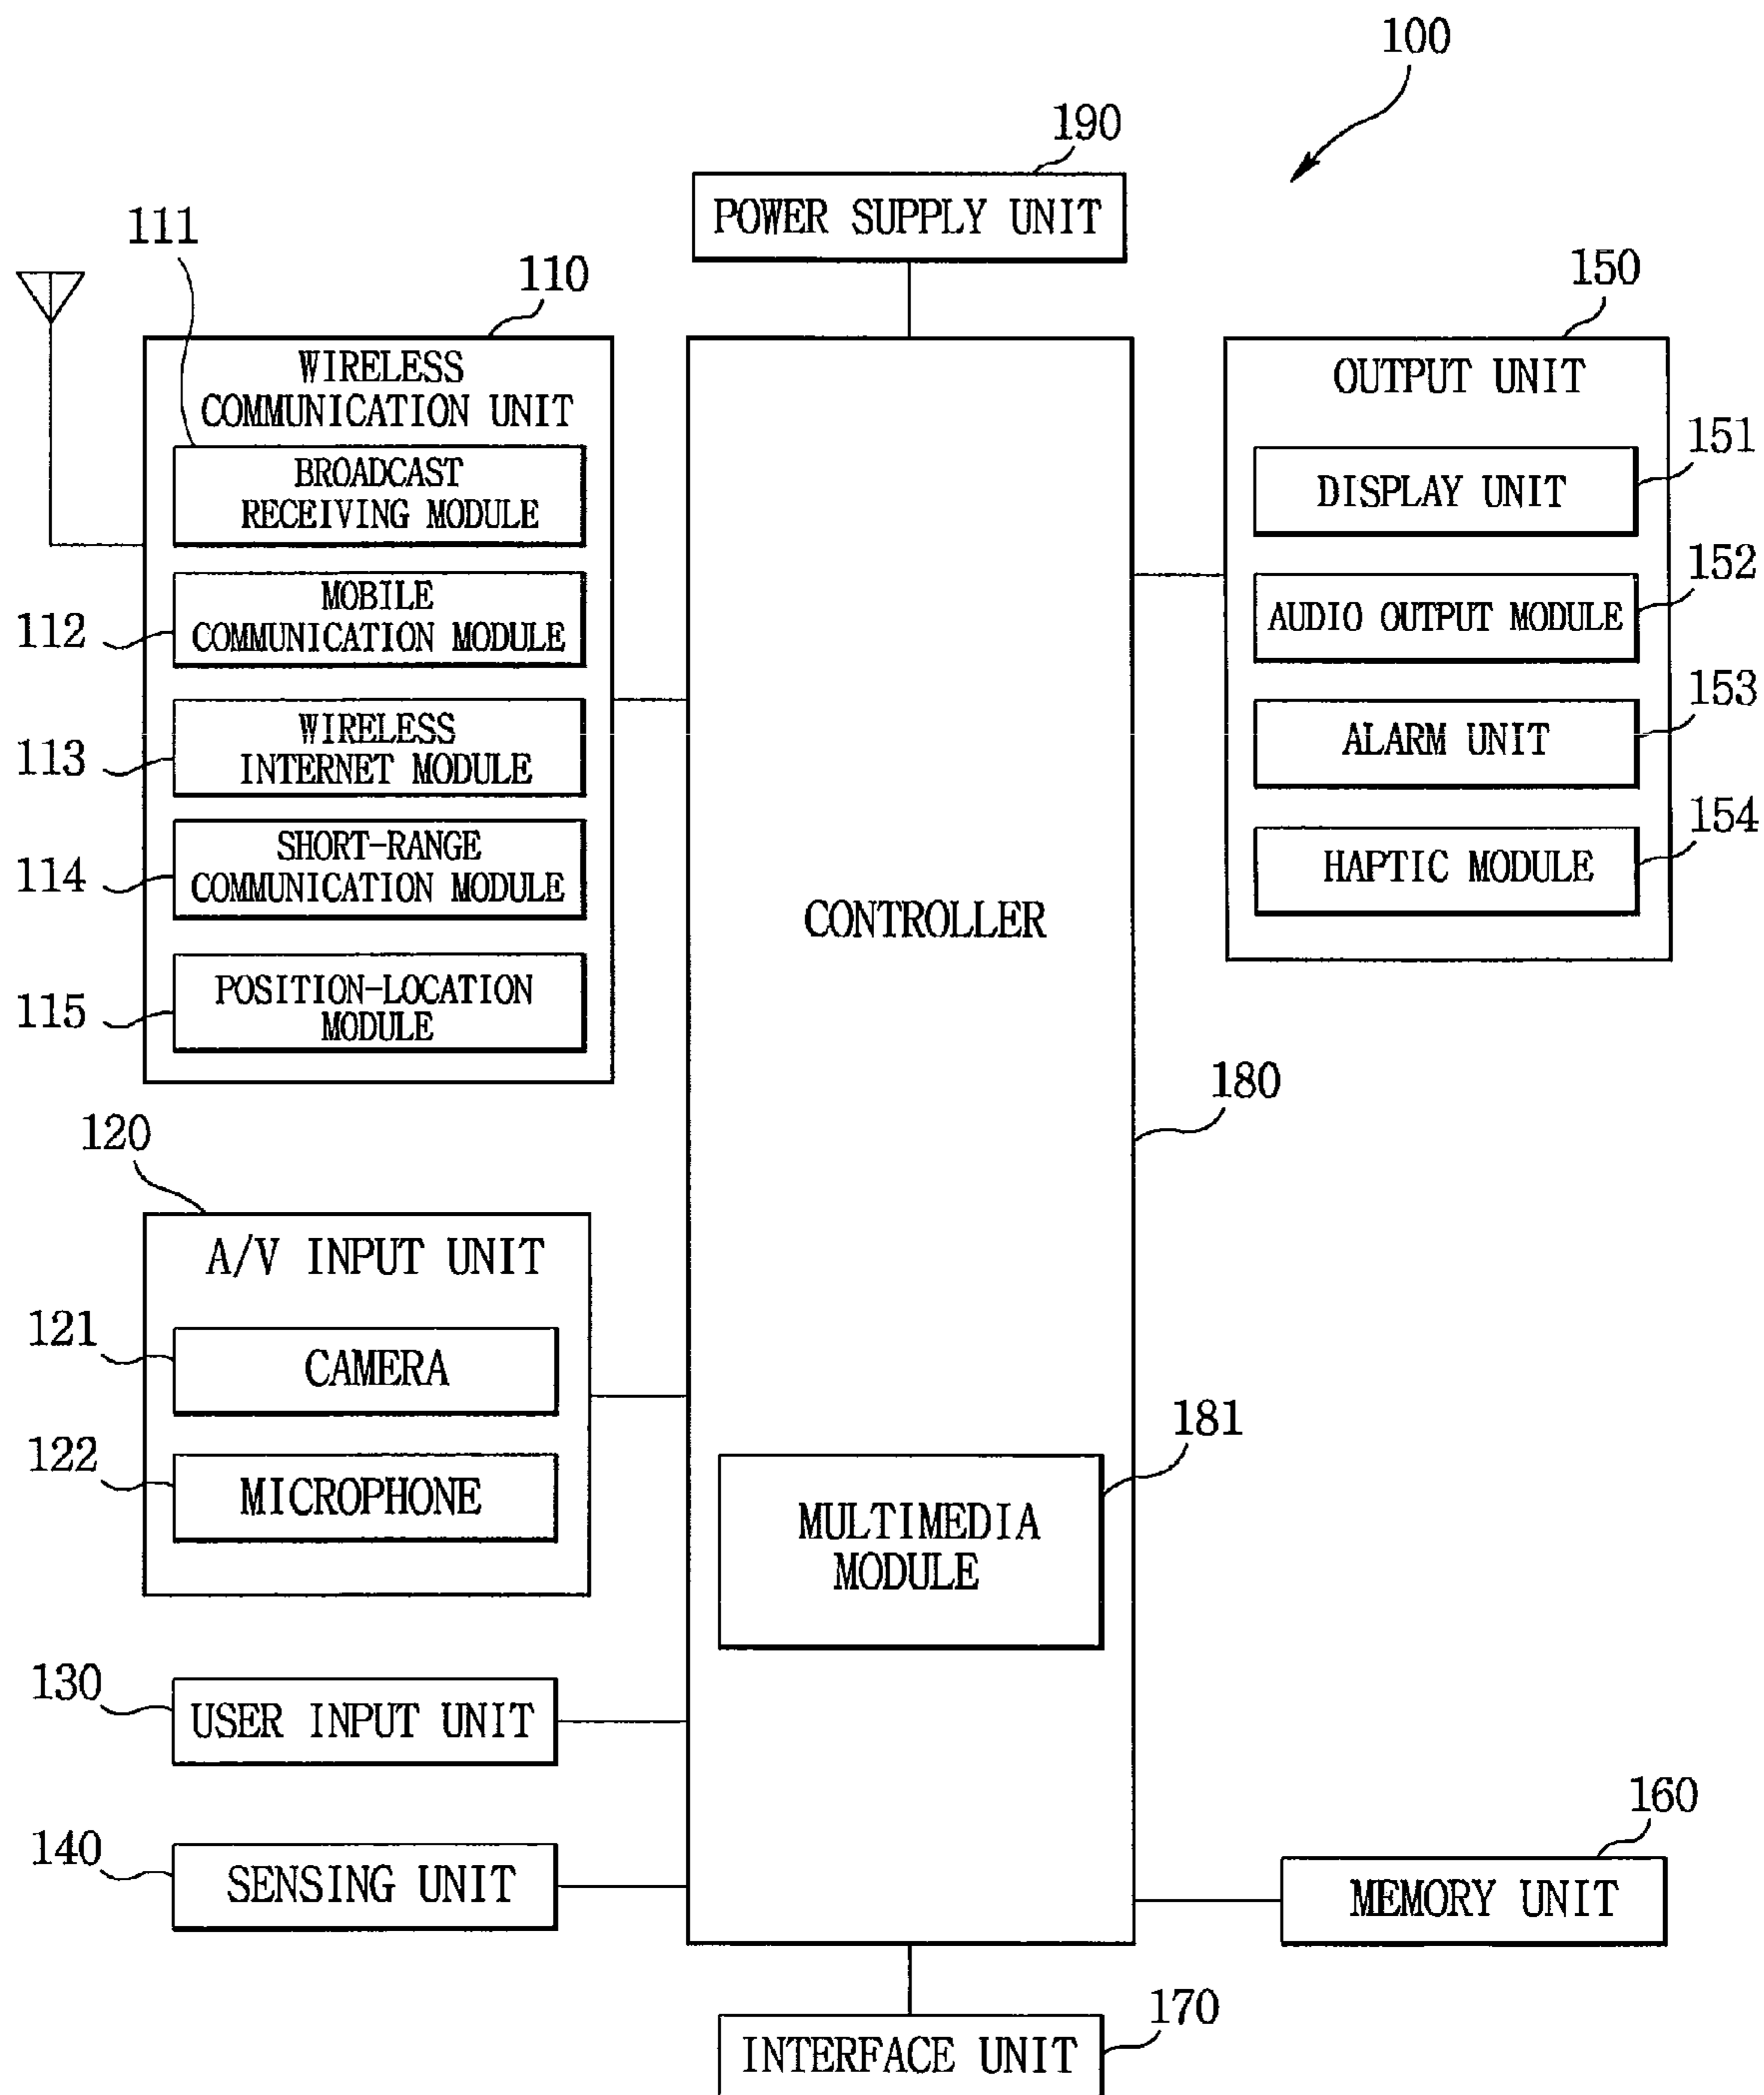 100
190
POWER SUPPLY UNIT
111
110
150
WIRELESS
COMMUNICATION UNIT
BROADCAST
RECEIVING MODULE
112
MOBILE
COMMUNICATION MODULE
113
WIRELESS
INTERNET MODULE
114
SHORT-RANGE
COMMUNICATION MODULE
115
POSITION-LOCATION
MODULE
OUTPUT UNIT
151
DISPLAY UNIT
152
AUDIO OUTPUT MODULE
153
ALARM UNIT
154
HAPTIC MODULE
CONTROLLER
180
120
A/V INPUT UNIT
121
CAMERA
122
MICROPHONE
181
MULTIMEDIA
MODULE
130
USER INPUT UNIT
140
SENSING UNIT
160
MEMORY UNIT
170
INTERFACE UNIT